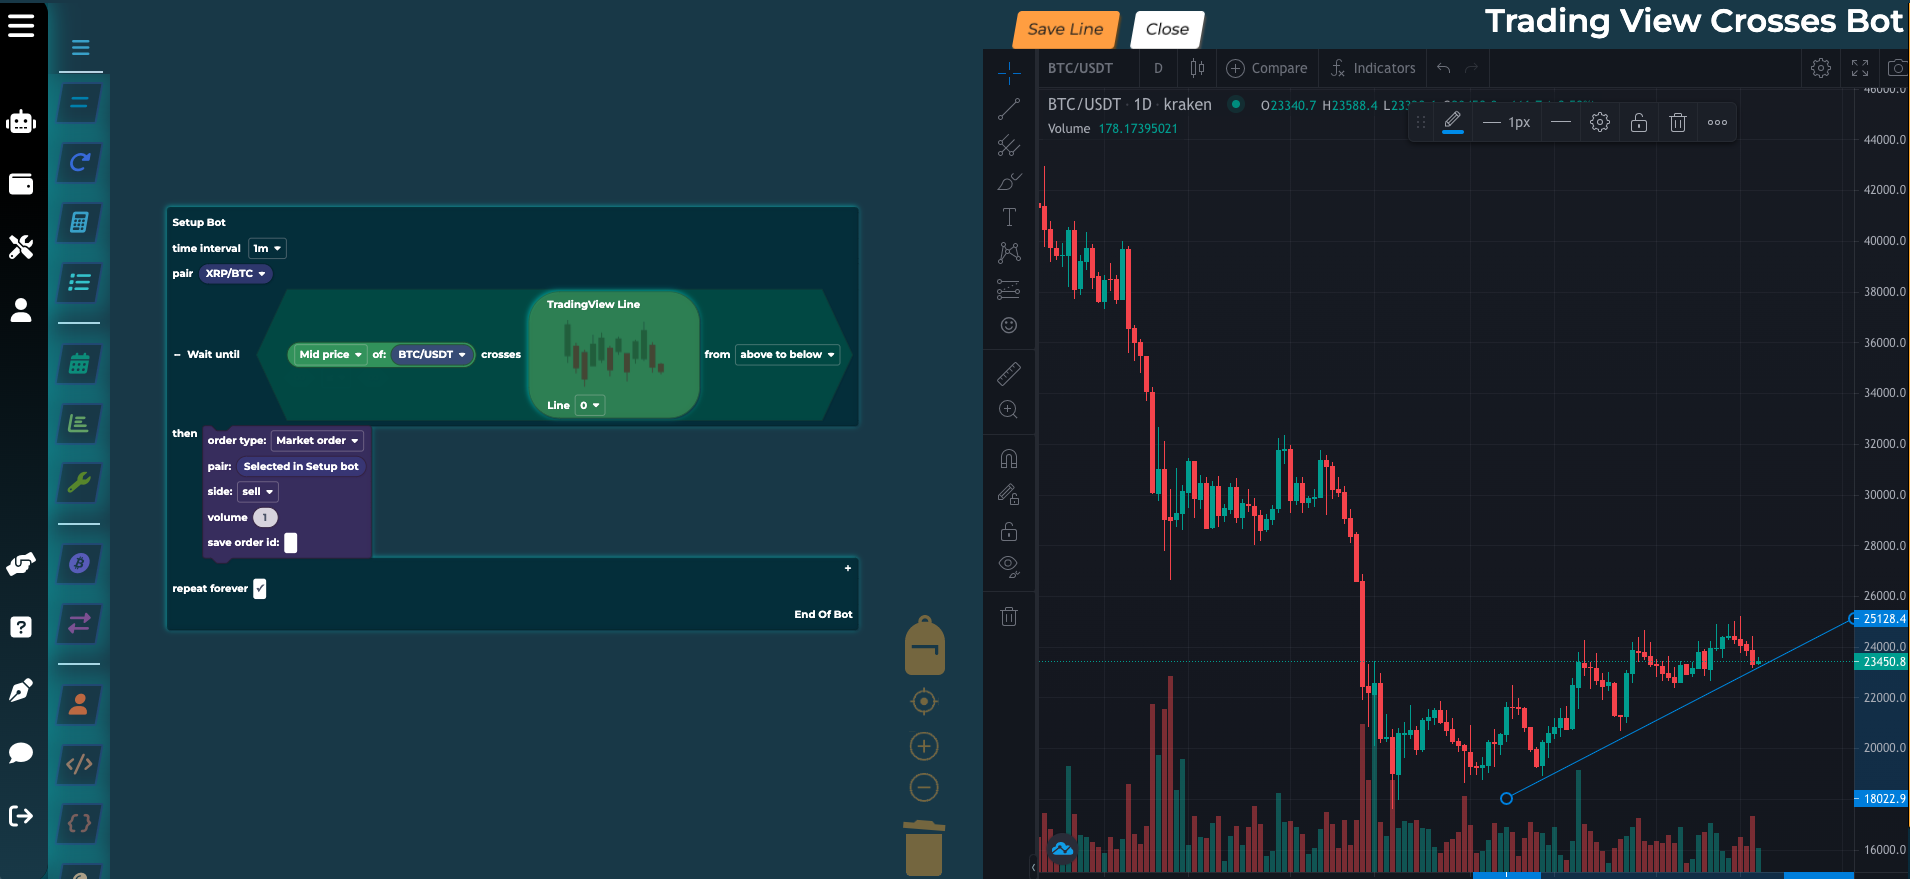 Save Line
Close
Trading View Crosses Bot
BTC/USDT D Compare Indicators
BTC/USDT · 1D · kraken O23340.7 H23588.4
Volume 178.17395021
1px
Setup Bot
time interval 1m
pair XRP/BTC
TradingView Line
– Wait until Mid price of: BTC/USDT crosses from above to below
Line 0
then
order type: Market order
pair: Selected in Setup bot
side: sell
volume 1
save order id:
+
repeat forever ✓
End Of Bot
44000.0
42000.0
40000.0
38000.0
36000.0
34000.0
32000.0
30000.0
28000.0
26000.0
25128.4
24000.0
23450.8
22000.0
20000.0
18022.9
16000.0